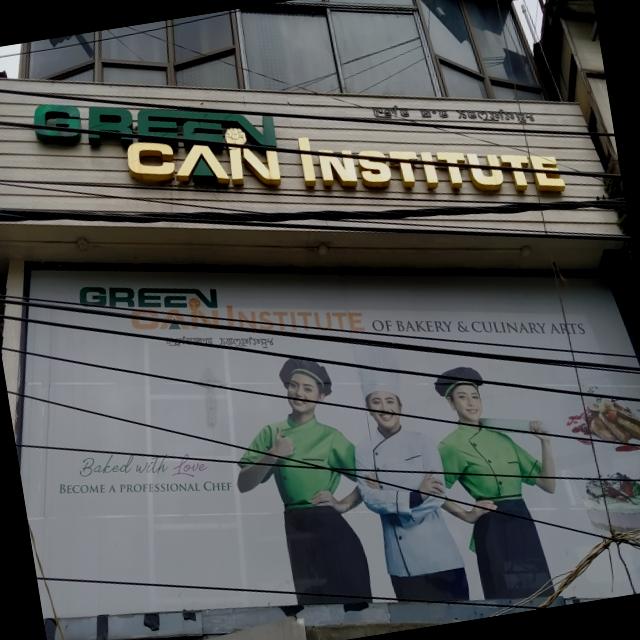 GREEN
CAN INSTITUTE
GREEN
CAN INSTITUTE OF BAKERY & CULINARY ARTS
Baked with Love
BECOME A PROFESSIONAL CHEF